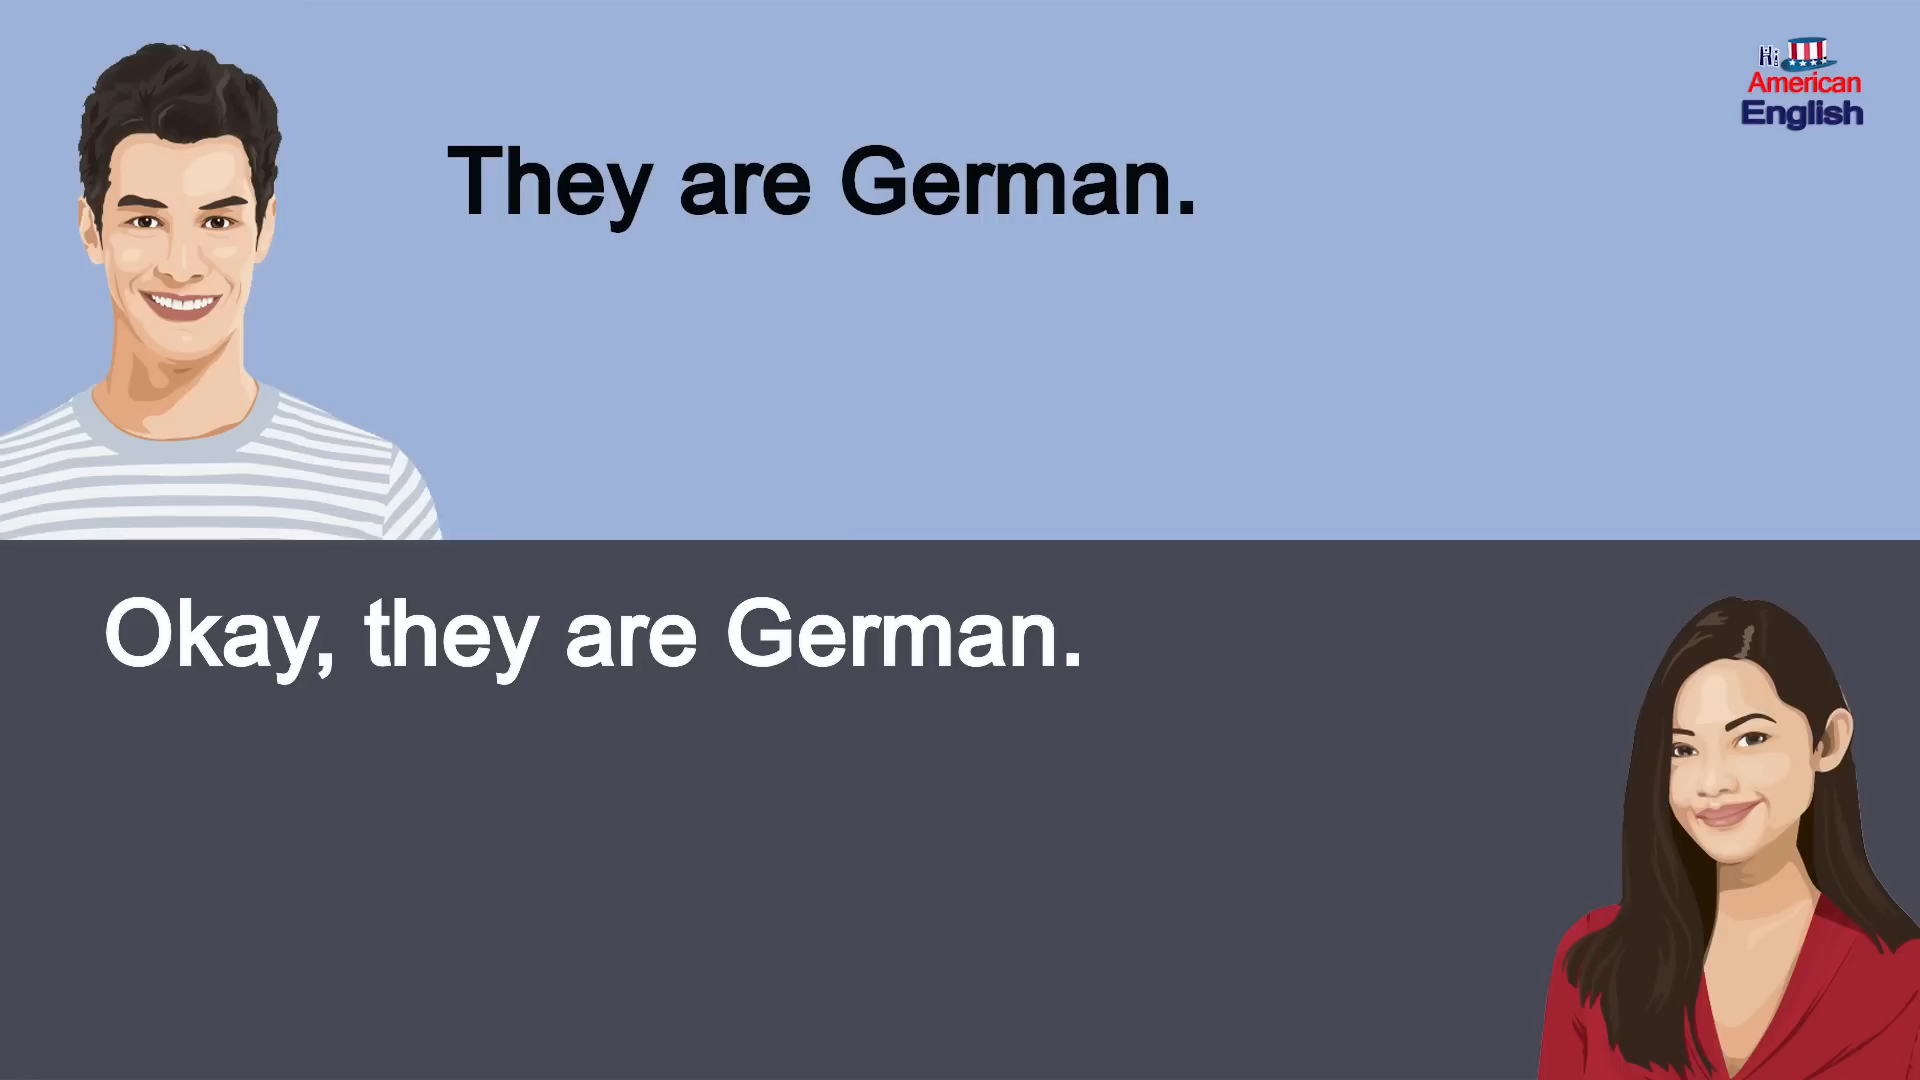 Hi
American
English
They are German.
Okay, they are German.